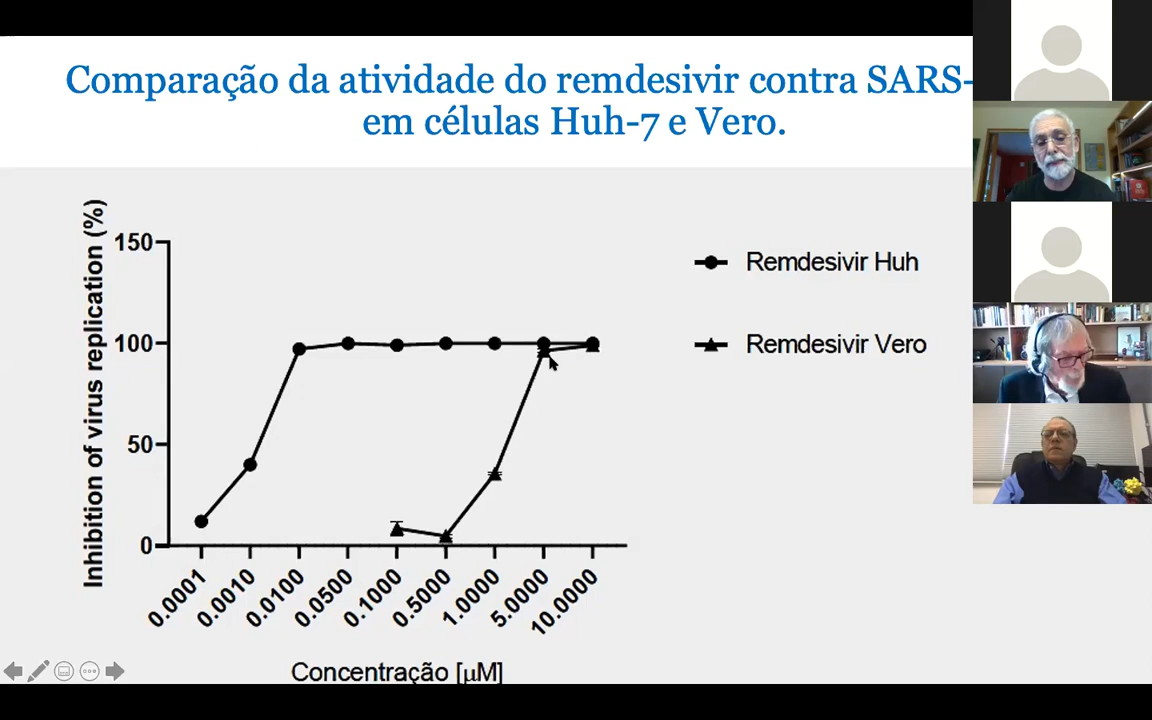 Comparação da atividade do remdesivir contra SARS-
em células Huh-7 e Vero.
Inhibition of virus replication (%)
150
100
50
0
0.0001
0.0010
0.0100
0.0500
0.1000
0.5000
1.0000
5.0000
10.0000
Concentração [µM]
Remdesivir Huh
Remdesivir Vero